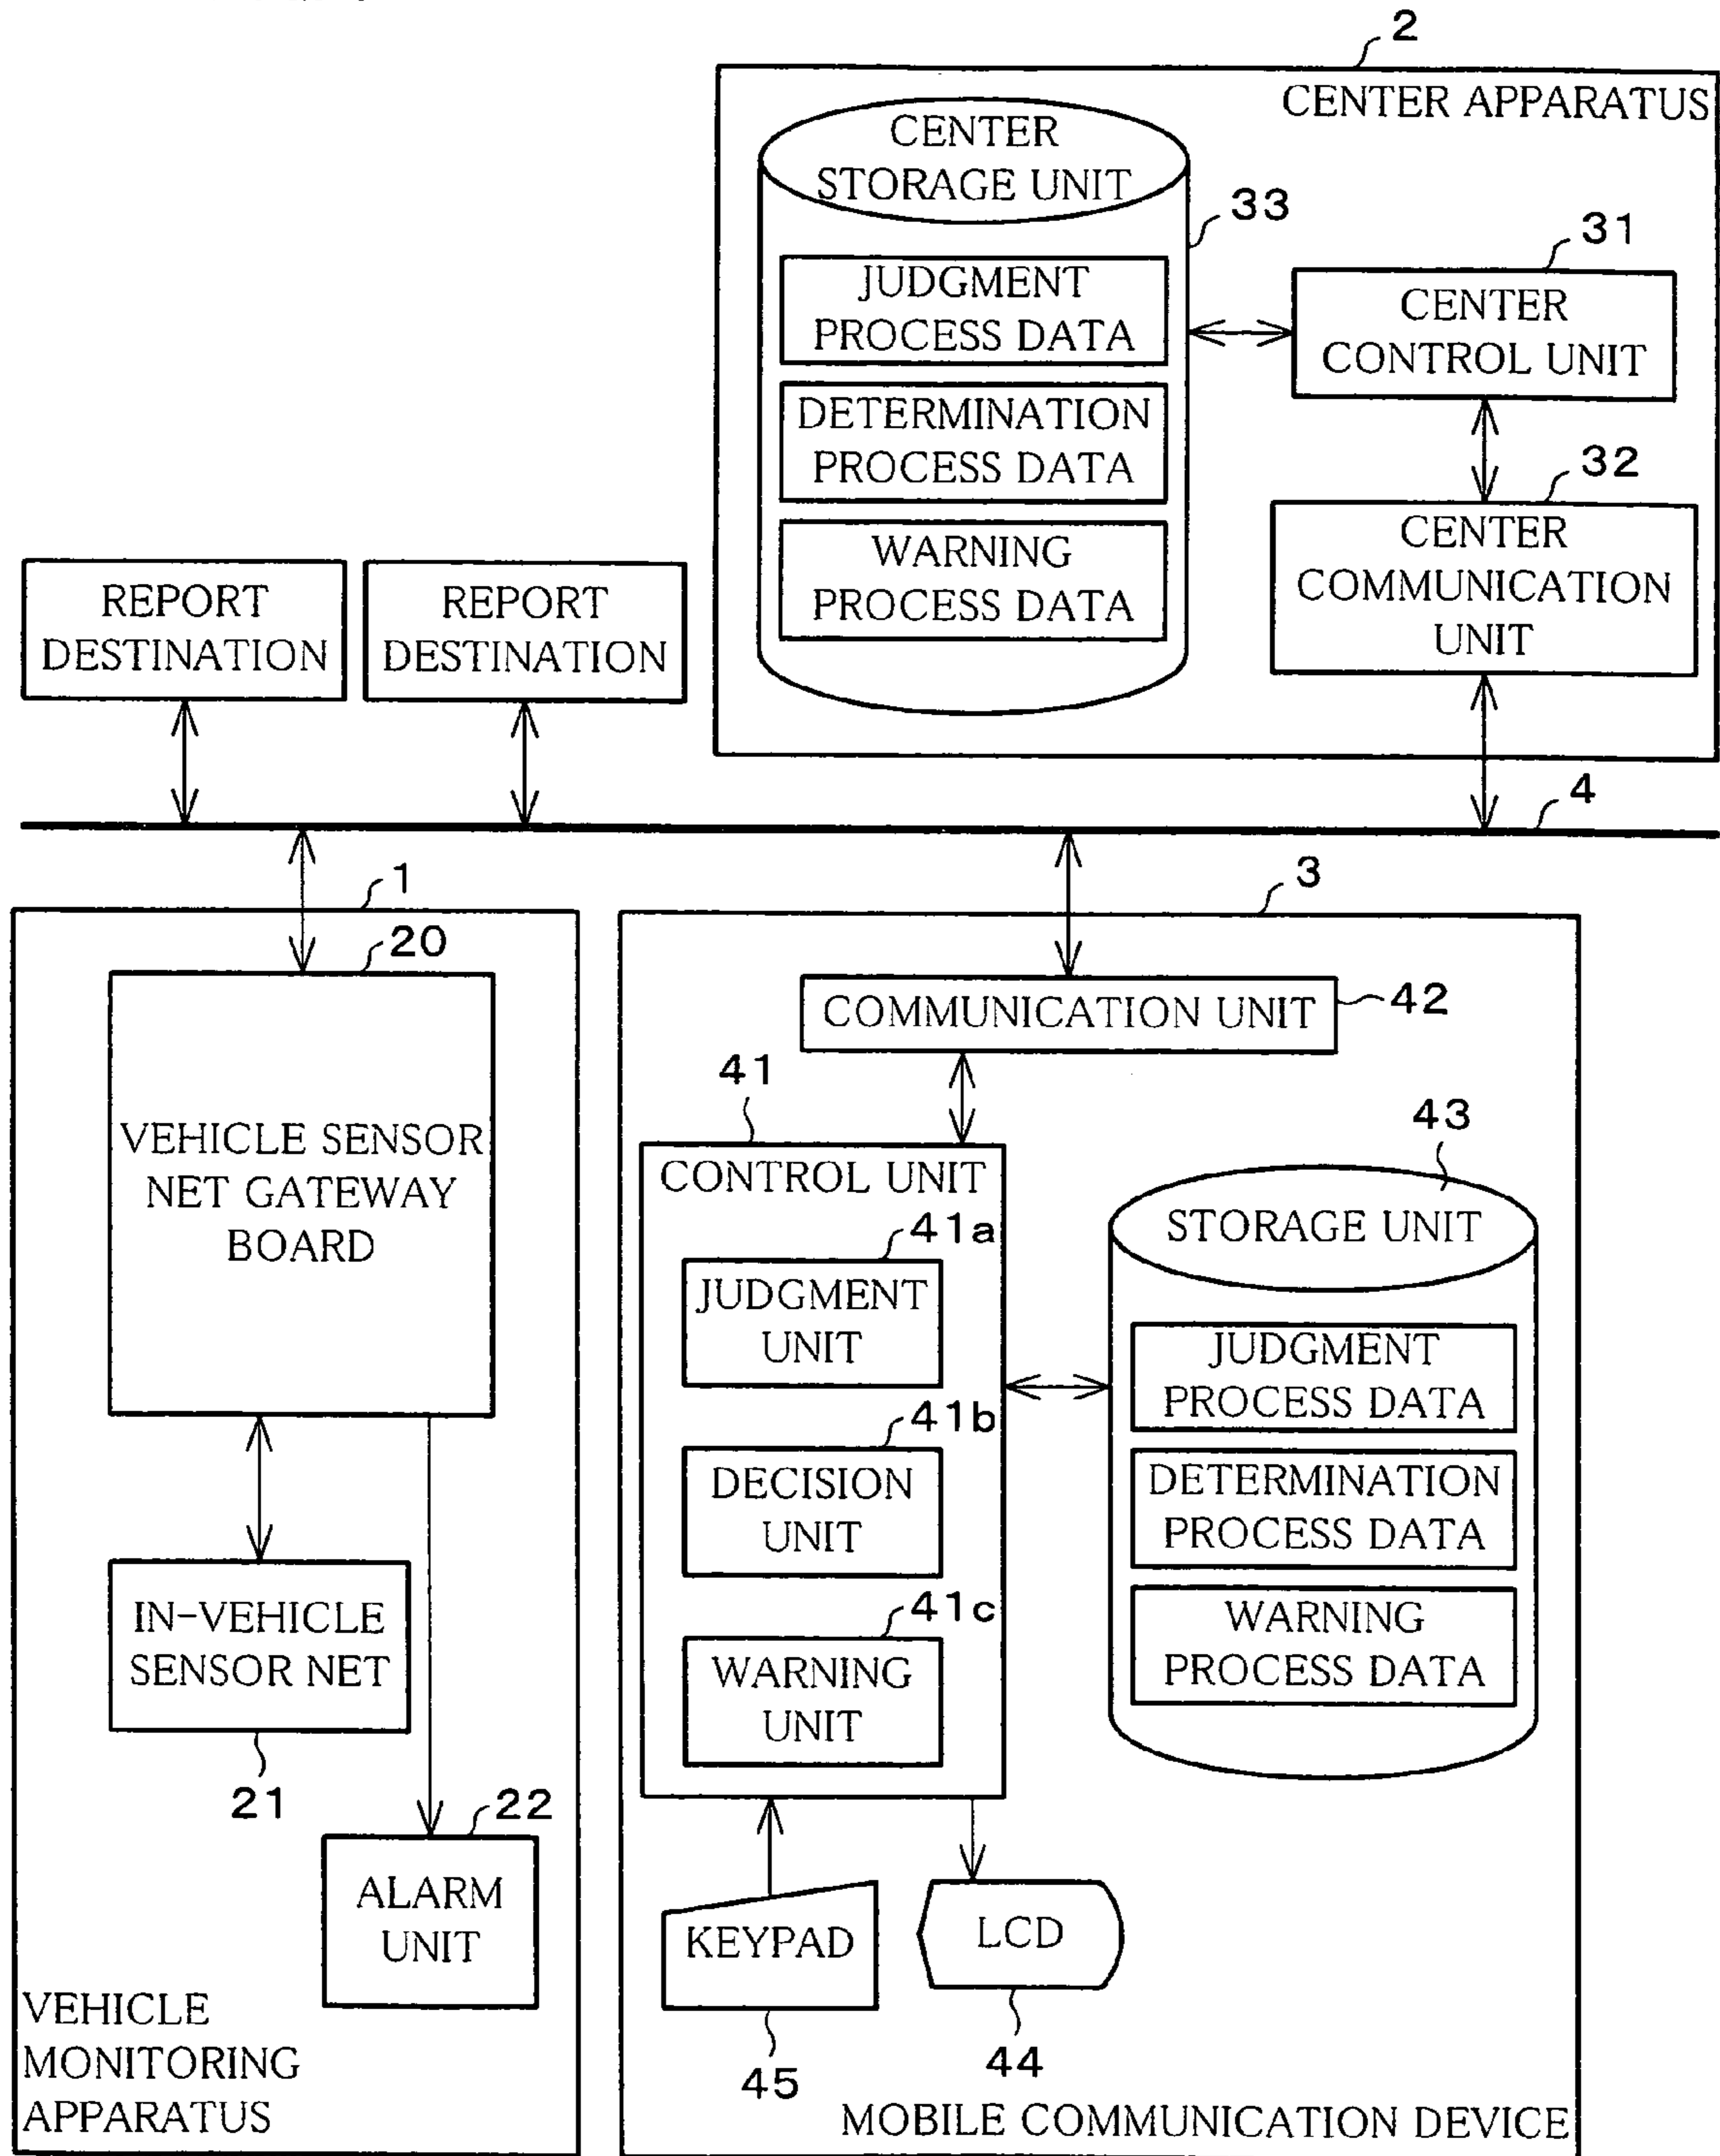 2
CENTER APPARATUS
CENTER
STORAGE UNIT
33
JUDGMENT
PROCESS DATA
DETERMINATION
PROCESS DATA
WARNING
PROCESS DATA
31
CENTER
CONTROL UNIT
32
CENTER
COMMUNICATION
UNIT
REPORT
DESTINATION
REPORT
DESTINATION
4
1
20
VEHICLE SENSOR
NET GATEWAY
BOARD
IN-VEHICLE
SENSOR NET
21
22
ALARM
UNIT
VEHICLE
MONITORING
APPARATUS
3
COMMUNICATION UNIT
42
41
CONTROL UNIT
41a
JUDGMENT
UNIT
41b
DECISION
UNIT
41c
WARNING
UNIT
43
STORAGE UNIT
JUDGMENT
PROCESS DATA
DETERMINATION
PROCESS DATA
WARNING
PROCESS DATA
KEYPAD
45
LCD
44
MOBILE COMMUNICATION DEVICE